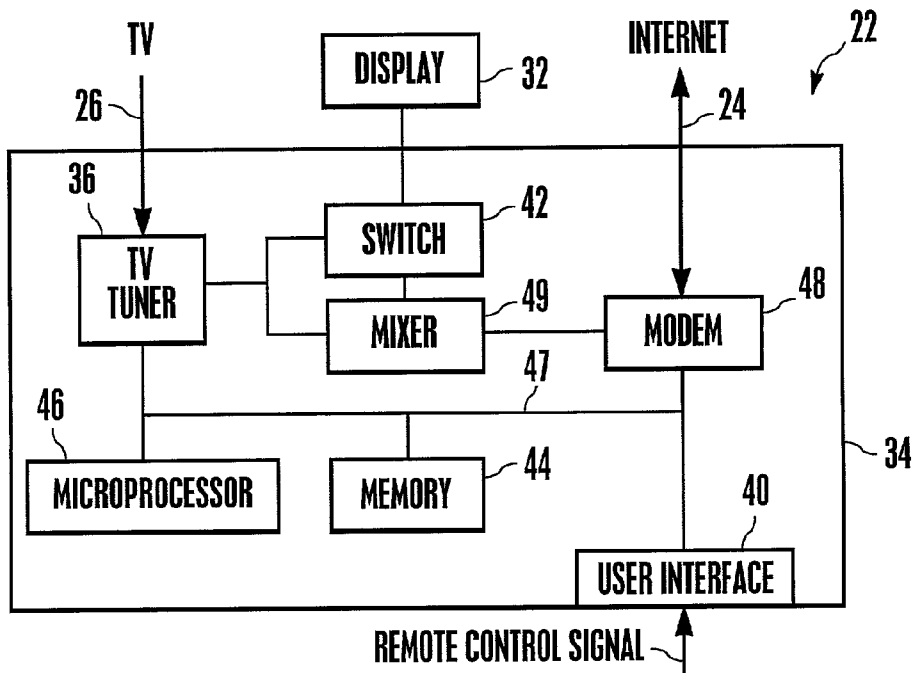 TV
INTERNET
22
DISPLAY
32
26
24
36
42
SWITCH
TV
TUNER
49
48
MIXER
MODEM
47
46
MICROPROCESSOR
MEMORY
44
34
40
USER INTERFACE
REMOTE CONTROL SIGNAL